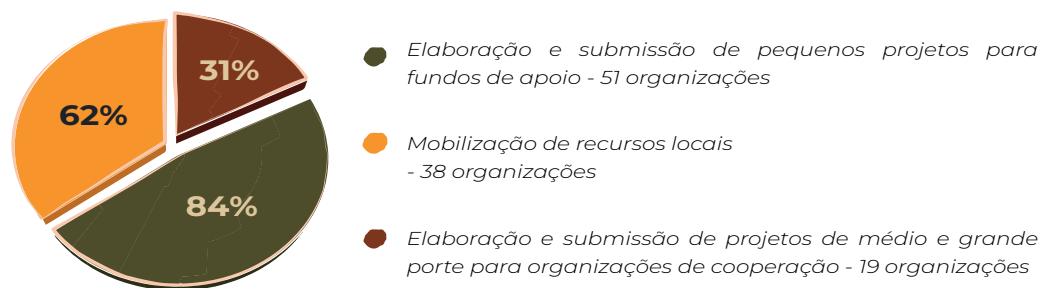 31%
62%
84%
Elaboração e submissão de pequenos projetos para
fundos de apoio - 51 organizações
Mobilização de recursos locais
- 38 organizações
Elaboração e submissão de projetos de médio e grande
porte para organizações de cooperação - 19 organizações